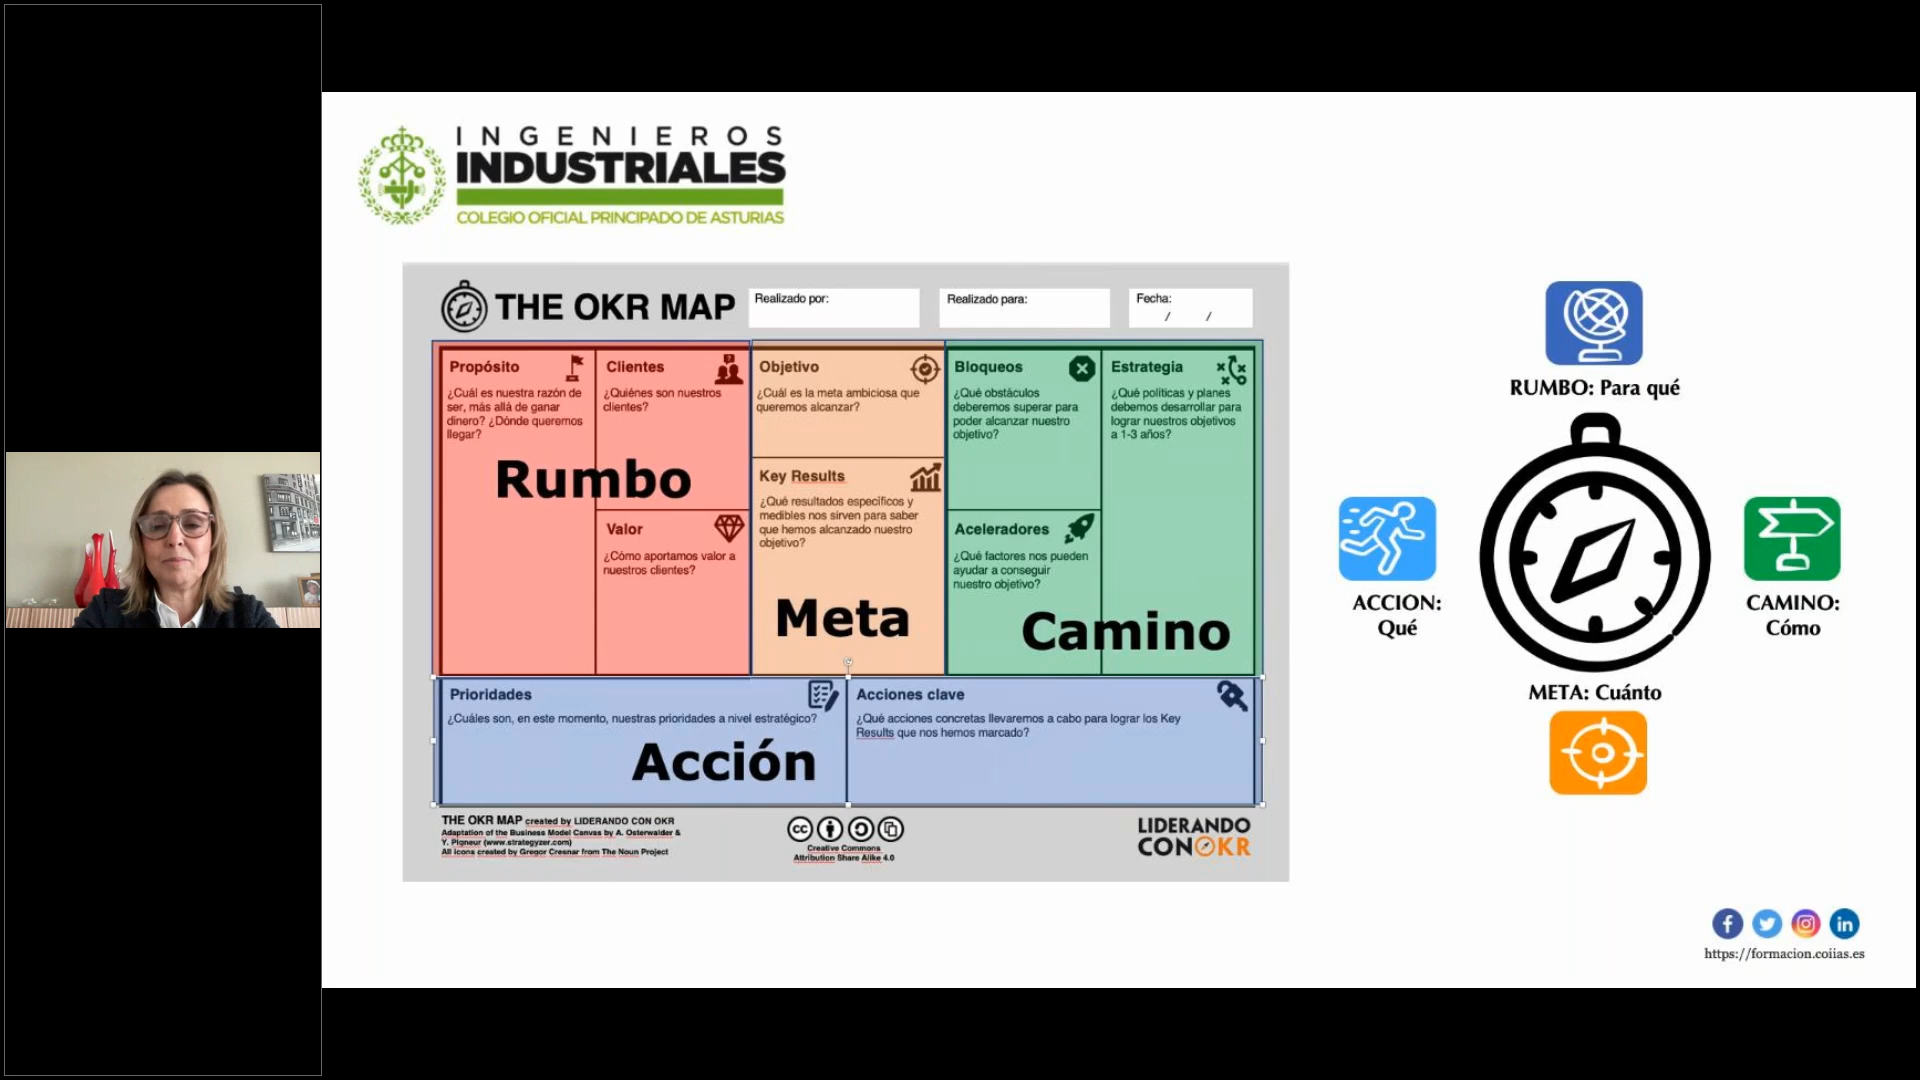 INGENIEROS
INDUSTRIALES
COLEGIO OFICIAL PRINCIPADO DE ASTURIAS
THE OKR MAP
Realizado por:
Realizado para:
Fecha:
/ /
Propósito
¿Cuál es nuestra razón de
ser, más allá de ganar
dinero? ¿Dónde queremos
llegar?
Clientes
¿Quiénes son nuestros
clientes?
Rumbo
Valor
¿Cómo aportamos valor a
nuestros clientes?
Objetivo
¿Cuál es la meta ambiciosa que
queremos alcanzar?
Key Results
¿Qué resultados específicos y
medibles nos sirven para saber
que hemos alcanzado nuestro
objetivo?
Meta
Bloqueos
¿Qué obstáculos
deberemos superar para
poder alcanzar nuestro
objetivo?
Aceleradores
¿Qué factores nos pueden
ayudar a conseguir
nuestro objetivo?
Estrategia
¿Qué políticas y planes
debemos desarrollar para
lograr nuestros objetivos
a 1-3 años?
Camino
Prioridades
¿Cuáles son, en este momento, nuestras prioridades a nivel estratégico?
Acción
Acciones clave
¿Qué acciones concretas llevaremos a cabo para lograr los Key
Results que nos hemos marcado?
THE OKR MAP created by LIDERANDO CON OKR
Adaptation of the Business Model Canvas by A. Osterwalder &
Y. Pigneur (www.strategyzer.com)
All icons created by Gregor Cresnar from The Noun Project
cc
Creative Commons
Attribution Share Alike 4.0
LIDERANDO
CONOKR
RUMBO: Para qué
ACCION:
Qué
CAMINO:
Cómo
META: Cuánto
f
in
https://formacion.coiias.es